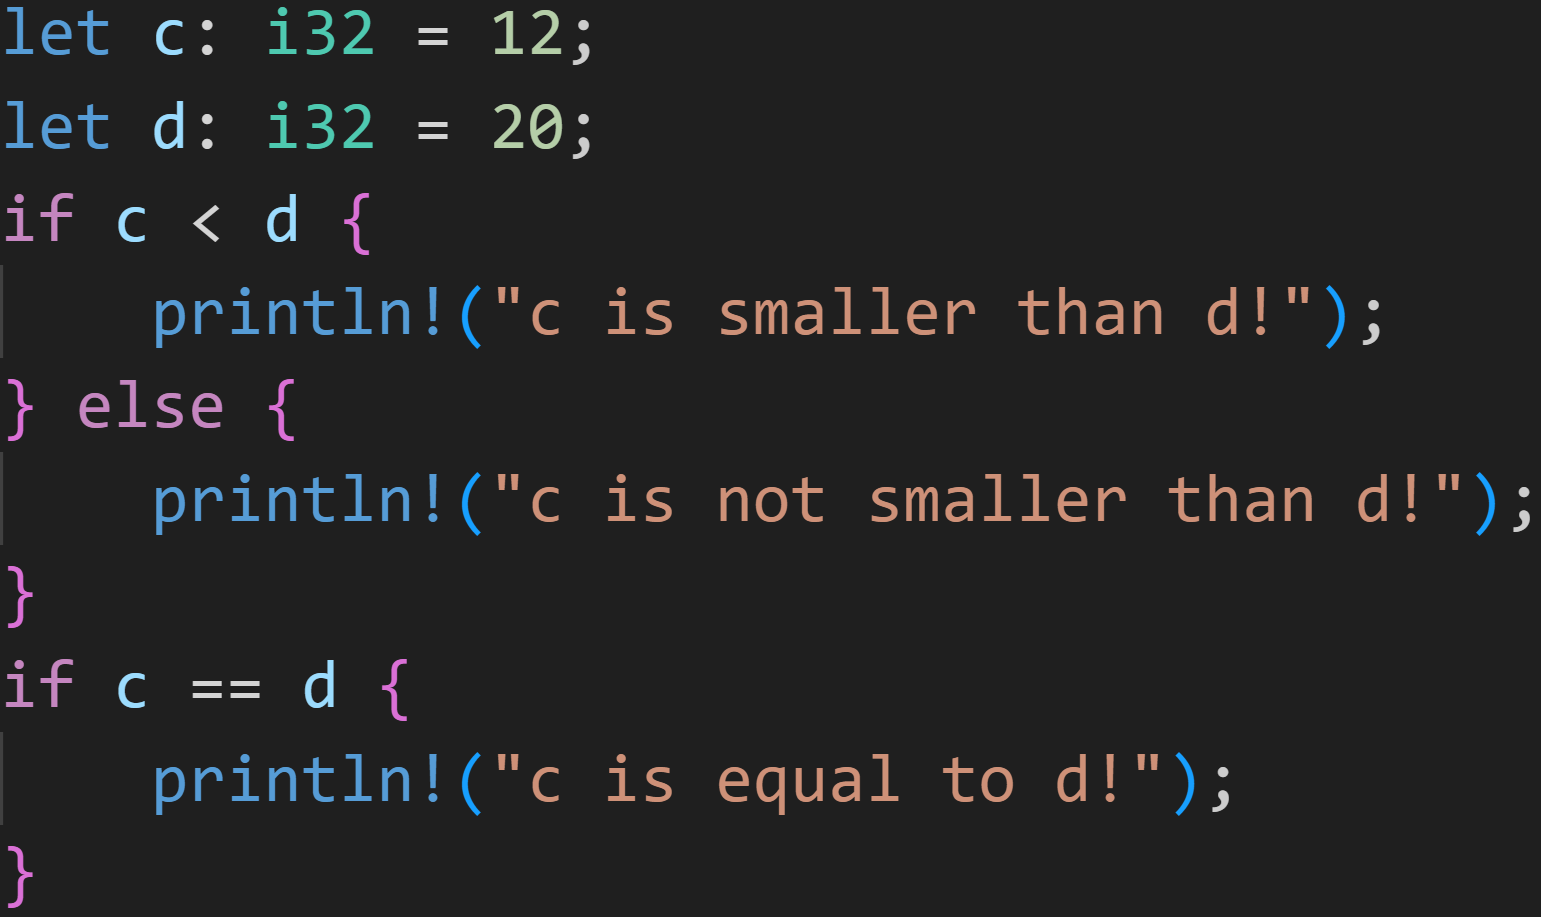 let c: i32 = 12;
let d: i32 = 20;
if c < d {
    println!("c is smaller than d!");
} else {
    println!("c is not smaller than d!");
}
if c == d {
    println!("c is equal to d!");
}